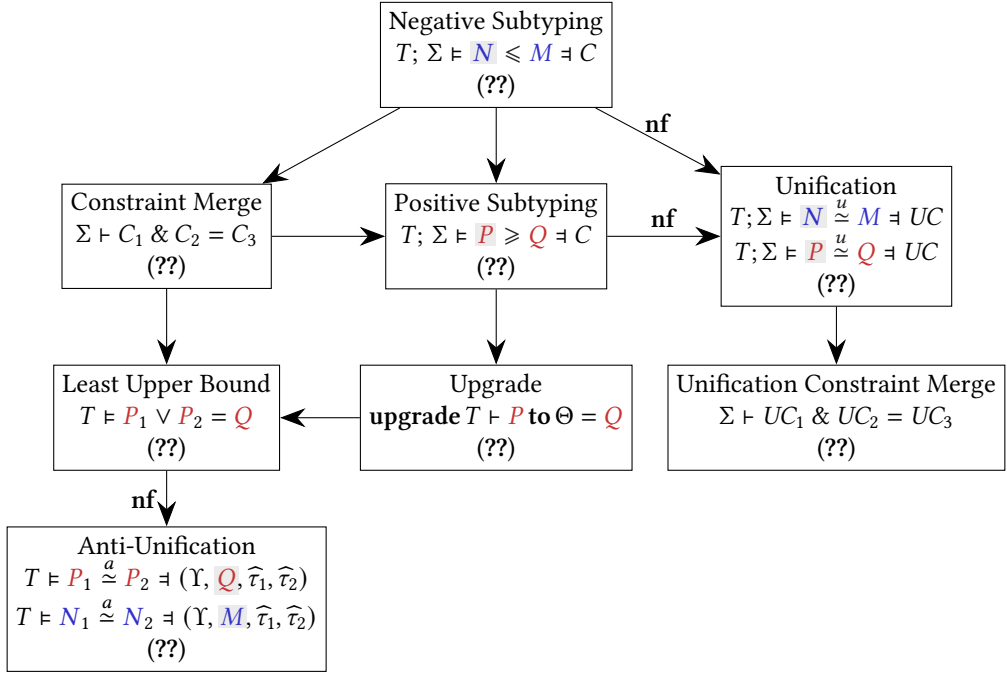 Negative Subtyping
T; Σ ⊨ N ⩽ M ⫤ C
(??)
nf
Constraint Merge
Σ ⊢ C₁ & C₂ = C₃
(??)
Positive Subtyping
T; Σ ⊨ P ⩾ Q ⫤ C
(??)
nf
Unification
T; Σ ⊨ N ≃ᵘ M ⫤ UC
T; Σ ⊨ P ≃ᵘ Q ⫤ UC
(??)
Least Upper Bound
T ⊨ P₁ ∨ P₂ = Q
(??)
Upgrade
upgrade T ⊢ P to Θ = Q
(??)
Unification Constraint Merge
Σ ⊢ UC₁ & UC₂ = UC₃
(??)
nf
Anti-Unification
T ⊨ P₁ ≃ᵃ P₂ ⫤ (Υ, Q, τ̂₁, τ̂₂)
T ⊨ N₁ ≃ᵃ N₂ ⫤ (Υ, M, τ̂₁, τ̂₂)
(??)